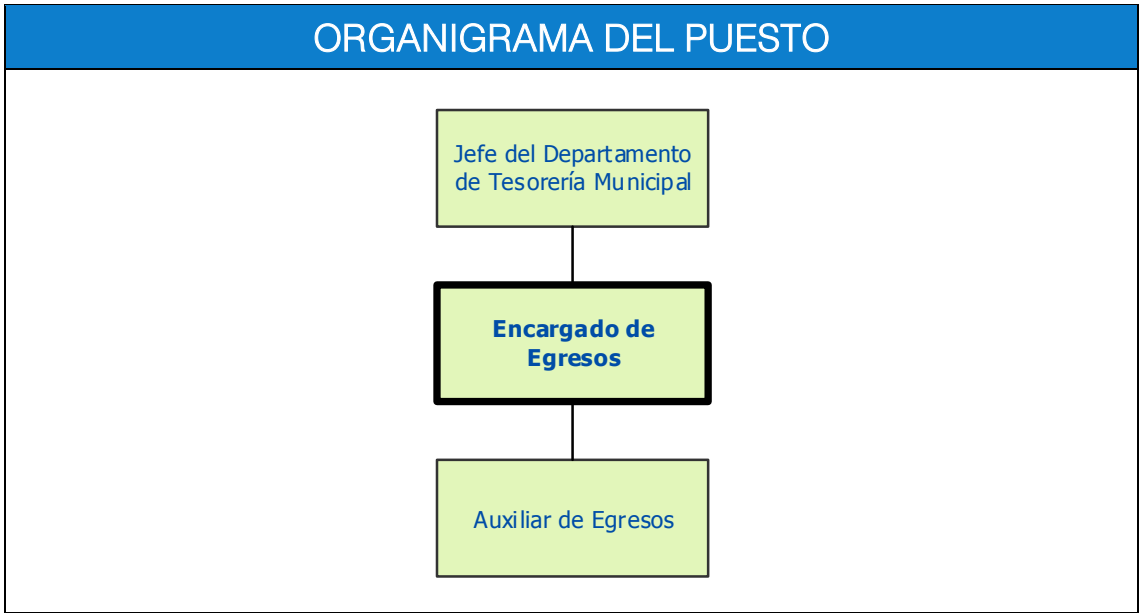 ORGANIGRAMA DEL PUESTO
Jefe del Departamento
de Tesorería Municipal
Encargado de
Egresos
Auxiliar de Egresos